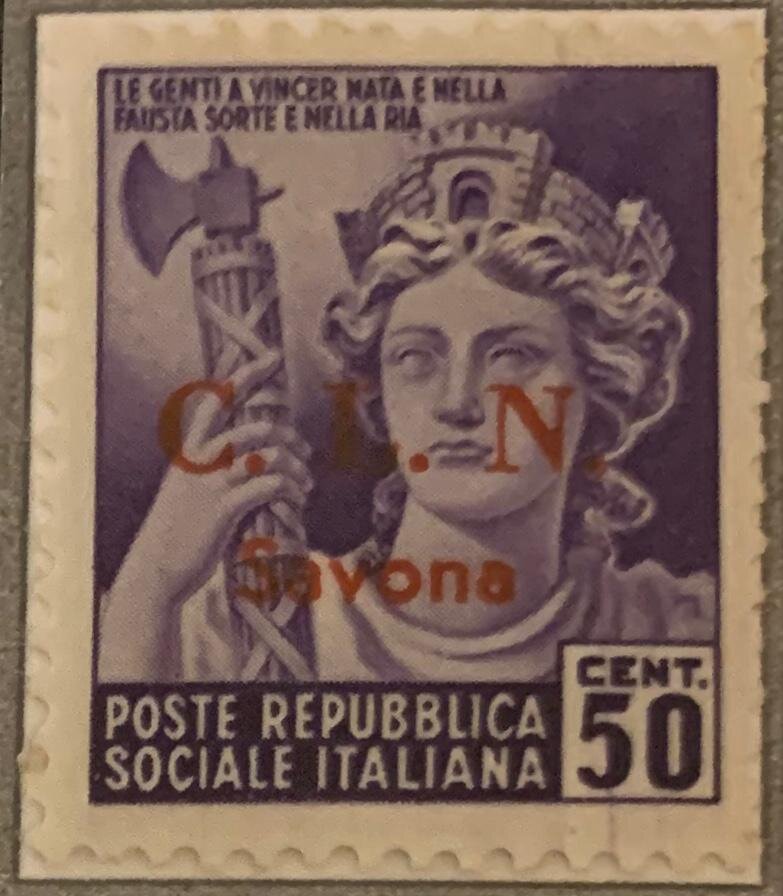 LE GENTI A VINCER NATA E NELLA
FAUSTA SORTE E NELLA RIA
C. L. N.
Savona
CENT.
50
POSTE REPUBBLICA
SOCIALE ITALIANA